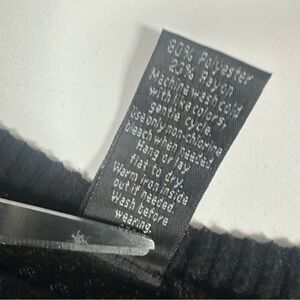 80% Polyester
20% Rayon
Machine wash cold
with like colors,
gentle cycle.
use only non-chlorine
bleach when needed.
Hang or lay
flat to dry.
Warm iron inside
out if needed.
Wash before
wearing.